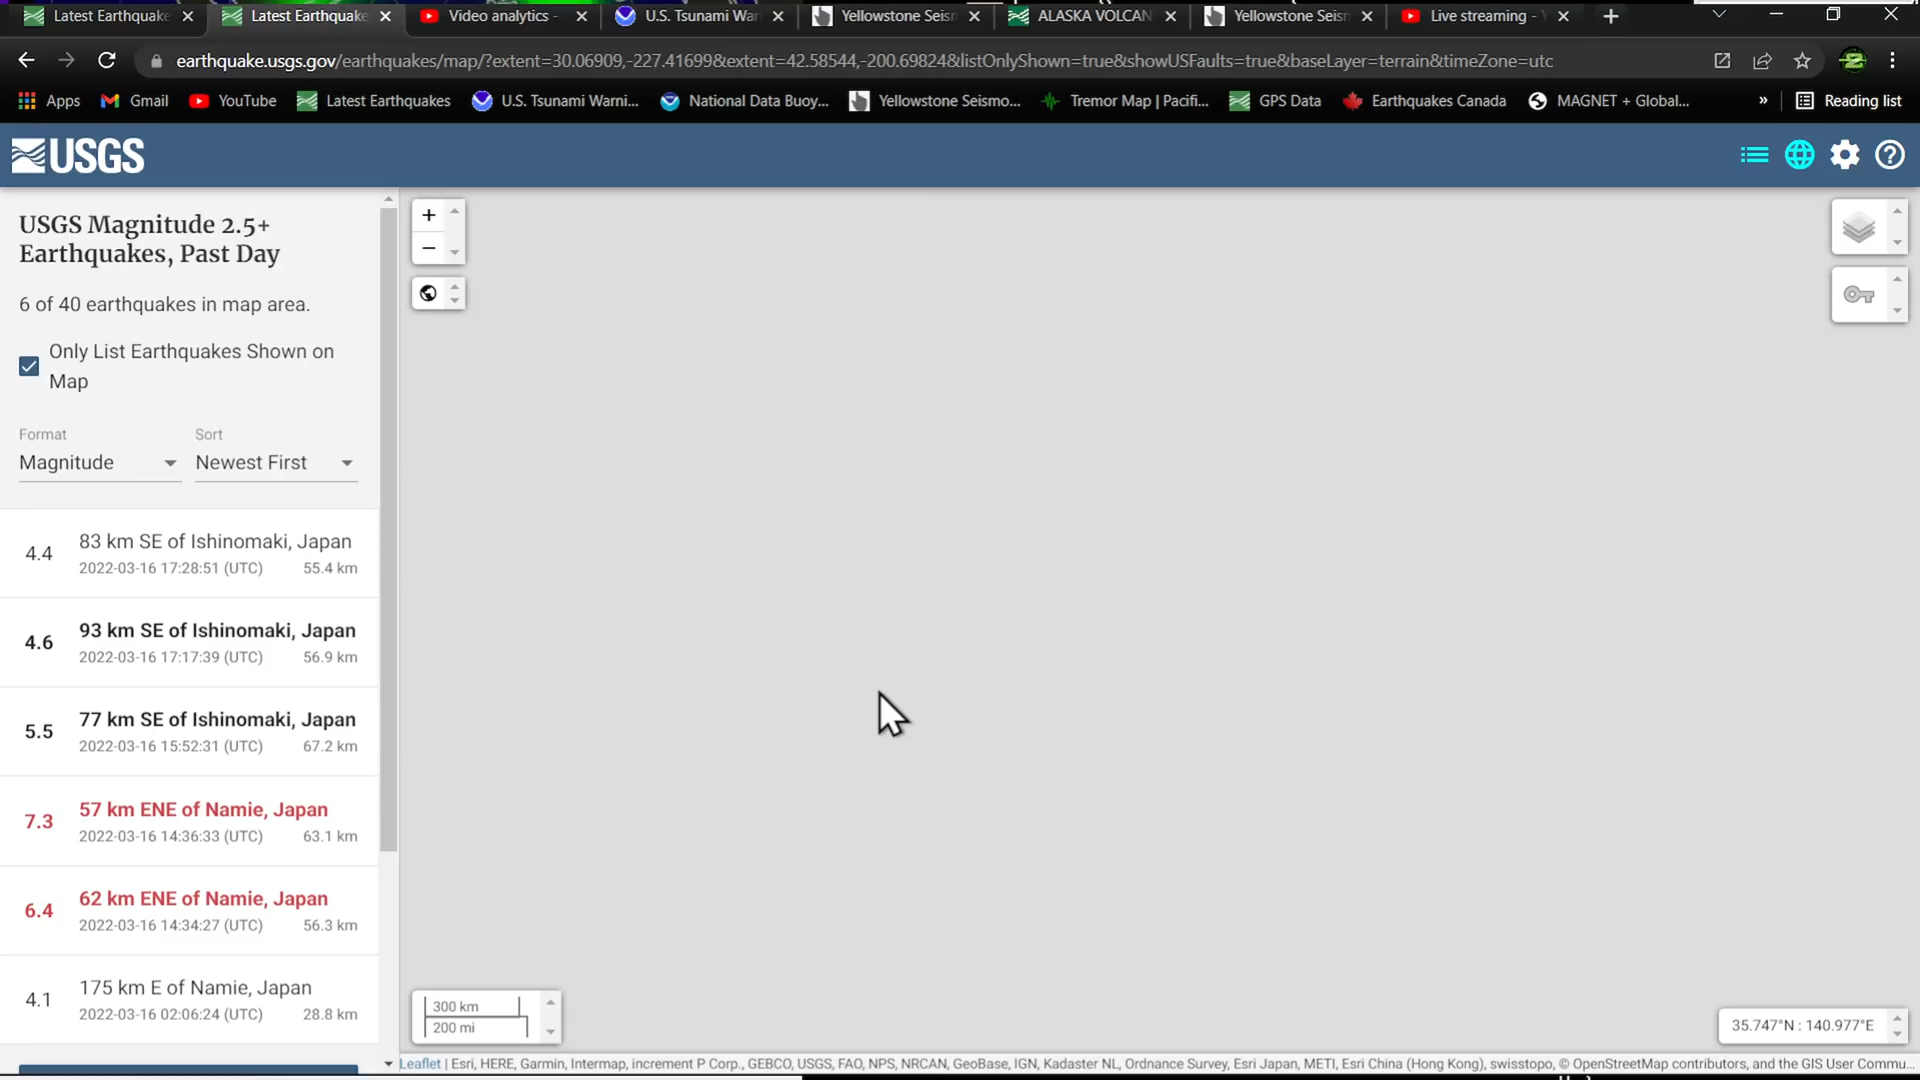 Latest Earthquake
Latest Earthquake
Video analytics -
U.S. Tsunami War
Yellowstone Seism
ALASKA VOLCAN
Yellowstone Seism
Live streaming -
earthquake.usgs.gov/earthquakes/map/?extent=30.06909,-227.41699&extent=42.58544,-200.69824&listOnlyShown=true&showUSFaults=true&baseLayer=terrain&timeZone=utc
Apps
Gmail
YouTube
Latest Earthquakes
U.S. Tsunami Warni...
National Data Buoy...
Yellowstone Seismo...
Tremor Map | Pacifi...
GPS Data
Earthquakes Canada
MAGNET + Global...
»
Reading list
USGS
USGS Magnitude 2.5+
Earthquakes, Past Day
6 of 40 earthquakes in map area.
Only List Earthquakes Shown on
Map
Format
Sort
Magnitude
Newest First
4.4
83 km SE of Ishinomaki, Japan
2022-03-16 17:28:51 (UTC) 55.4 km
4.6
93 km SE of Ishinomaki, Japan
2022-03-16 17:17:39 (UTC) 56.9 km
5.5
77 km SE of Ishinomaki, Japan
2022-03-16 15:52:31 (UTC) 67.2 km
7.3
57 km ENE of Namie, Japan
2022-03-16 14:36:33 (UTC) 63.1 km
6.4
62 km ENE of Namie, Japan
2022-03-16 14:34:27 (UTC) 56.3 km
4.1
175 km E of Namie, Japan
2022-03-16 02:06:24 (UTC) 28.8 km
+
−
300 km
200 mi
35.747°N : 140.977°E
Leaflet | Esri, HERE, Garmin, Intermap, increment P Corp., GEBCO, USGS, FAO, NPS, NRCAN, GeoBase, IGN, Kadaster NL, Ordnance Survey, Esri Japan, METI, Esri China (Hong Kong), swisstopo, © OpenStreetMap contributors, and the GIS User Commu...